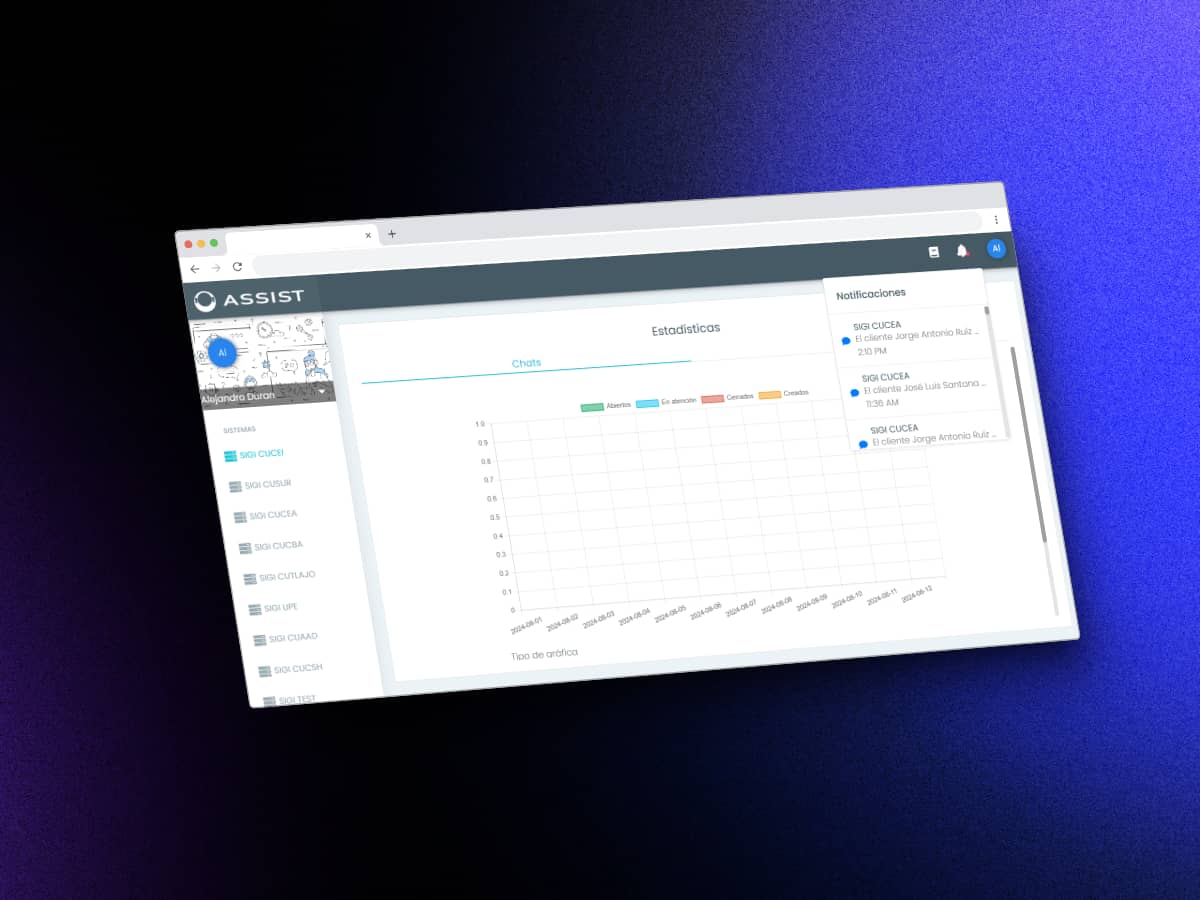 ASSIST
AI
AI
Alejandro Duran
SISTEMAS
SIGI CUCEI
SIGI CUSUR
SIGI CUCEA
SIGI CUCBA
SIGI CUTLAJO
SIGI UPE
SIGI CUAAD
SIGI CUCSH
SIGI TEST
Estadísticas
Chats
Abiertos En atención Cerrados Creados
1.0
0.9
0.8
0.7
0.6
0.5
0.4
0.3
0.2
0.1
0
2024-08-01 2024-08-02 2024-08-03 2024-08-04 2024-08-05 2024-08-06 2024-08-07 2024-08-08 2024-08-09 2024-08-10 2024-08-11 2024-08-12
Tipo de gráfica
Notificaciones
SIGI CUCEA
El cliente Jorge Antonio Ruiz ...
2:10 PM
SIGI CUCEA
El cliente José Luis Santana ...
11:36 AM
SIGI CUCEA
El cliente Jorge Antonio Ruiz ...